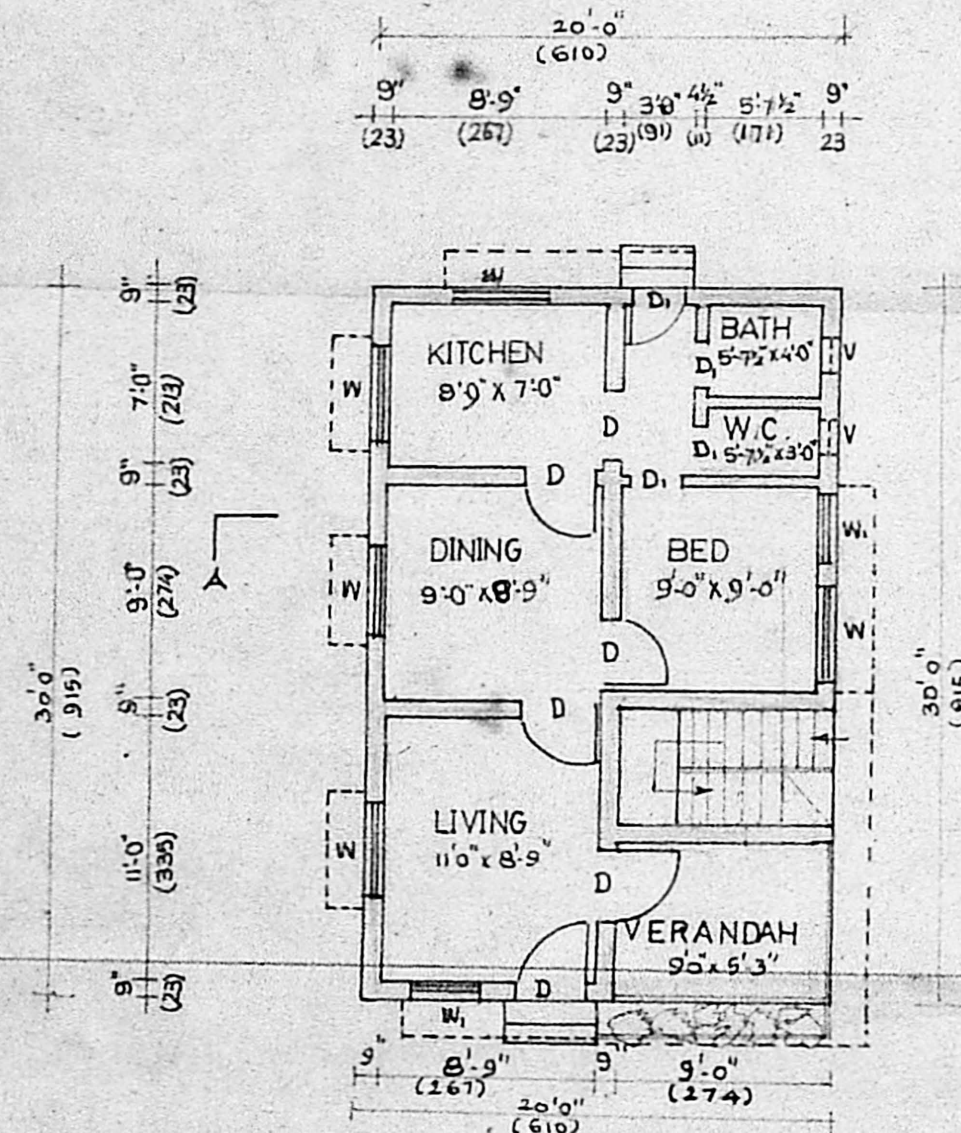 20'-0"
(610)
9" 8'-9" 9" 3'0" 4½" 5'-7½" 9"
(23) (267) (23) (91) (11) (171) 23
9"
(23)
7'0"
(213)
9"
(23)
9'-0"
(274)
9"
(23)
11'-0"
(335)
9"
(23)
30'0"
(915)
W
D₁
KITCHEN
8'9" X 7'0"
BATH
5'-7½" x 4'0"
W
D₁
V
D
W.C.
D₁
5'-7½" x 3'0"
V
D
D₁
DINING
9'-0" x 8'-9"
BED
9'-0" x 9'-0"
W₁
W
W
A
D
D
LIVING
11'0" x 8'-9"
W
D
VERANDAH
9'0" x 5'3"
D
W₁
30'0"
(915)
9" 8'-9" 9" 9'-0"
(267) (274)
20'0"
(610)